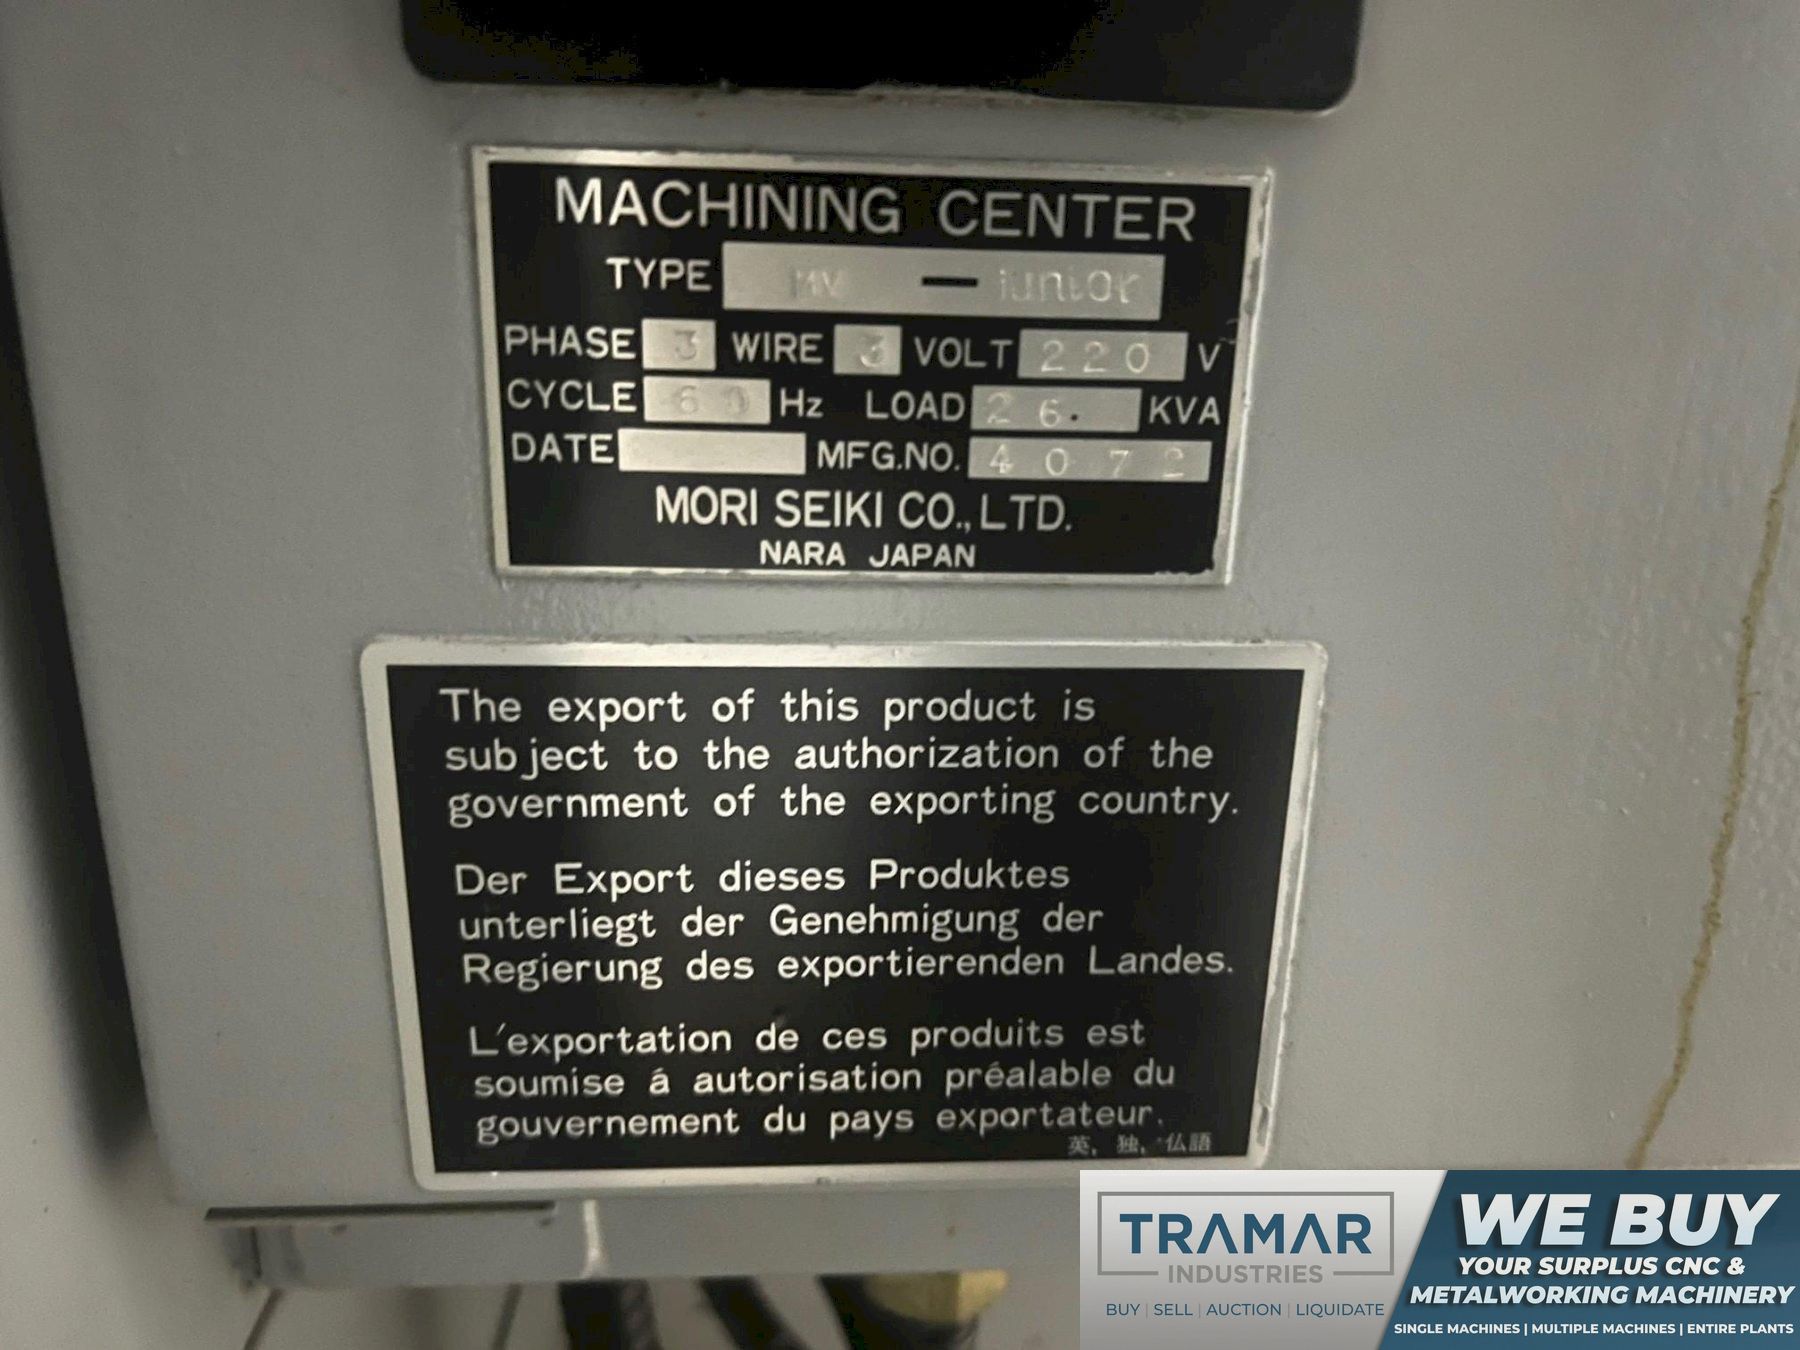 MACHINING CENTER
TYPE MV — junior
PHASE 3 WIRE 3 VOLT 220 V
CYCLE 60 Hz LOAD 26. KVA
DATE MFG.NO. 4072
MORI SEIKI CO., LTD.
NARA JAPAN
The export of this product is
subject to the authorization of the
government of the exporting country.
Der Export dieses Produktes
unterliegt der Genehmigung der
Regierung des exportierenden Landes.
L'exportation de ces produits est
soumise á autorisation préalable du
gouvernement du pays exportateur.
英、独、仏語
TRAMAR
INDUSTRIES
BUY | SELL | AUCTION | LIQUIDATE
WE BUY
YOUR SURPLUS CNC &
METALWORKING MACHINERY
SINGLE MACHINES | MULTIPLE MACHINES | ENTIRE PLANTS